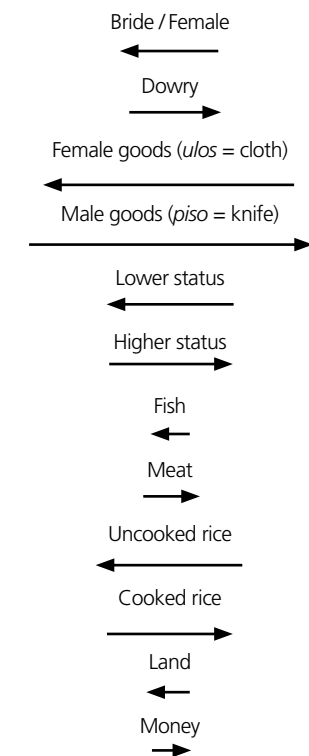 Bride / Female
Dowry
Female goods (ulos = cloth)
Male goods (piso = knife)
Lower status
Higher status
Fish
Meat
Uncooked rice
Cooked rice
Land
Money